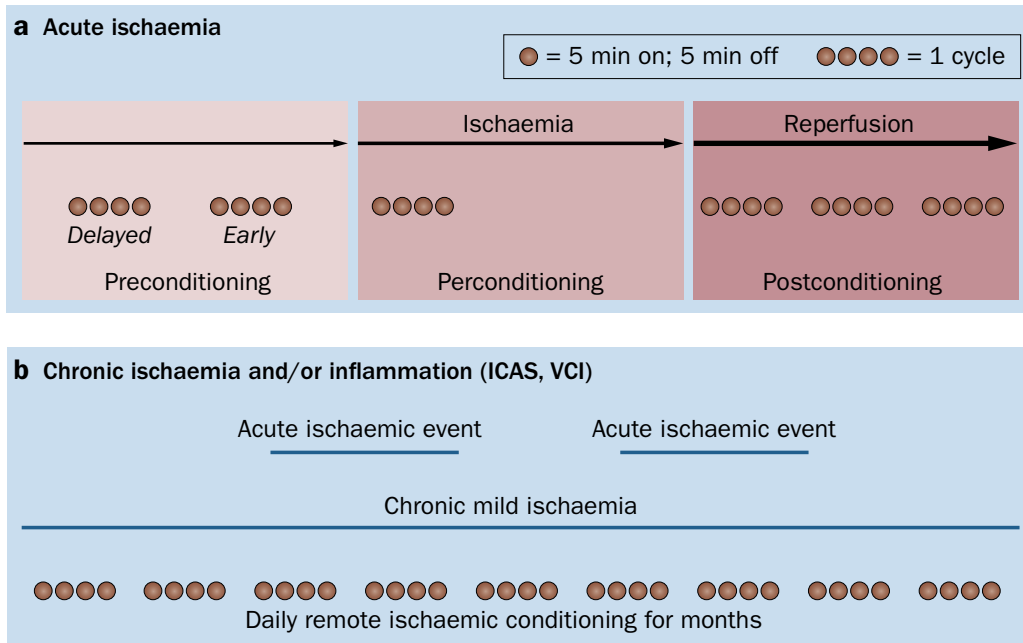 a Acute ischaemia
= 5 min on; 5 min off = 1 cycle
Ischaemia
Reperfusion
Delayed
Early
Preconditioning
Perconditioning
Postconditioning
b Chronic ischaemia and/or inflammation (ICAS, VCI)
Acute ischaemic event
Acute ischaemic event
Chronic mild ischaemia
Daily remote ischaemic conditioning for months